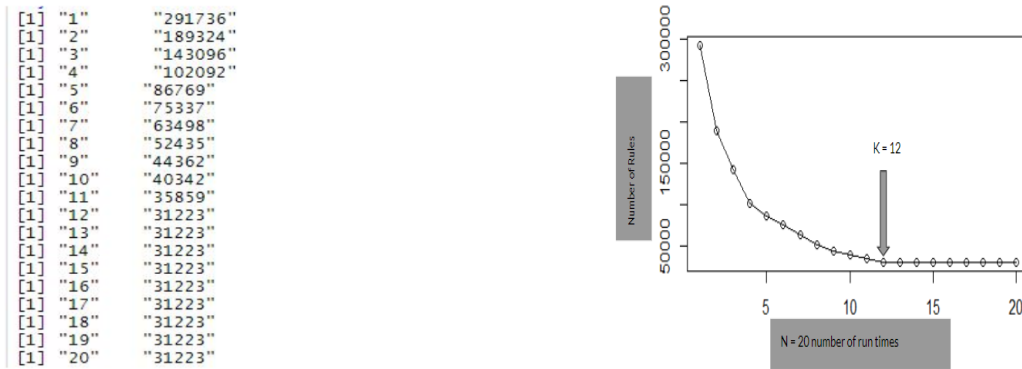 [1] "1" "291736"
[1] "2" "189324"
[1] "3" "143096"
[1] "4" "102092"
[1] "5" "86769"
[1] "6" "75337"
[1] "7" "63498"
[1] "8" "52435"
[1] "9" "44362"
[1] "10" "40342"
[1] "11" "35859"
[1] "12" "31223"
[1] "13" "31223"
[1] "14" "31223"
[1] "15" "31223"
[1] "16" "31223"
[1] "17" "31223"
[1] "18" "31223"
[1] "19" "31223"
[1] "20" "31223"
Number of Rules
300000
150000
50000
K = 12
5 10 15 20
N = 20 number of run times